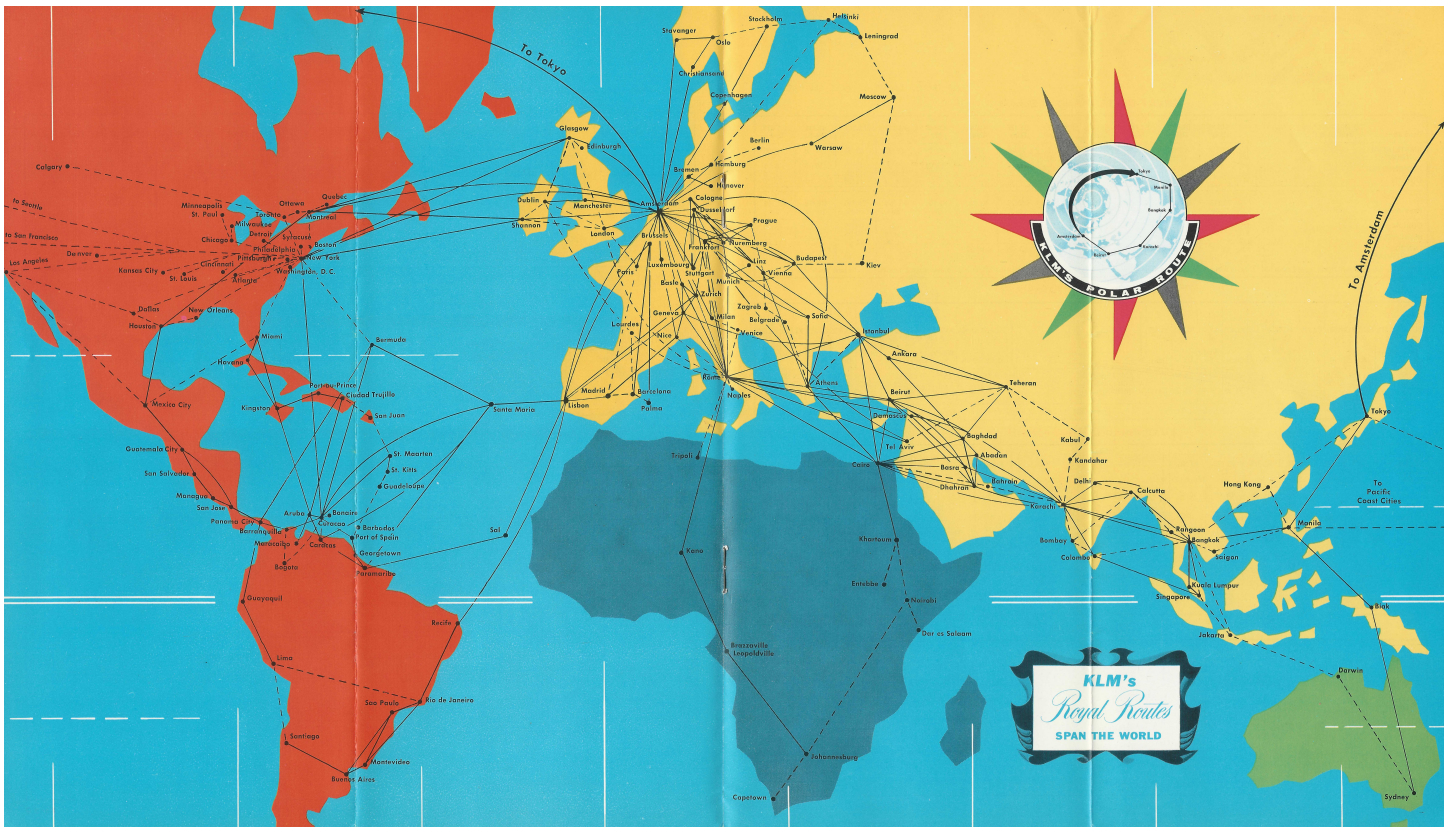 To Tokyo
Stavanger
Oslo
Stockholm
Helsinki
Leningrad
Christiansand
Copenhagen
Moscow
Glasgow
Edinburgh
Berlin
Warsaw
Hamburg
Bremen
Hanover
Calgary
to Seattle
to San Francisco
Los Angeles
Denver
Minneapolis
St. Paul
Milwaukee
Chicago
Detroit
Toronto
Ottawa
Quebec
Montreal
Syracuse
Boston
Philadelphia
Pittsburgh
New York
Washington, D.C.
Kansas City
St. Louis
Cincinnati
Atlanta
Dallas
Houston
New Orleans
Miami
Havana
Bermuda
Dublin
Shannon
Manchester
London
Amsterdam
Cologne
Dusseldorf
Brussels
Prague
Frankfurt
Nuremberg
Luxembourg
Paris
Stuttgart
Linz
Vienna
Budapest
Kiev
Munich
Basle
Zurich
Geneva
Milan
Zagreb
Belgrade
Sofia
Venice
Lourdes
Nice
Istanbul
Ankara
Rome
Naples
Athens
Madrid
Barcelona
Palma
Lisbon
Santa Maria
Mexico City
Port-au-Prince
Ciudad Trujillo
Kingston
San Juan
Guatemala City
San Salvador
Managua
San Jose
Panama City
Barranquilla
Maracaibo
Bogota
Aruba
Bonaire
Curacao
Caracas
St. Maarten
St. Kitts
Guadeloupe
Barbados
Port of Spain
Georgetown
Paramaribo
Sal
Guayaquil
Lima
Recife
Rio de Janeiro
Sao Paulo
Santiago
Montevideo
Buenos Aires
Tripoli
Kano
Brazzaville
Leopoldville
Johannesburg
Capetown
Khartoum
Entebbe
Nairobi
Dar es Salaam
Cairo
Tel Aviv
Beirut
Damascus
Baghdad
Abadan
Basra
Dhahran
Bahrain
Teheran
Kabul
Kandahar
Delhi
Karachi
Calcutta
Bombay
Colombo
Rangoon
Bangkok
Saigon
Kuala Lumpur
Singapore
Jakarta
Hong Kong
Manila
Tokyo
Biak
Darwin
Sydney
To Amsterdam
To
Pacific
Coast Cities
Tokyo
Manila
Bangkok
Karachi
Amsterdam
KLM'S POLAR ROUTE
KLM's
Royal Routes
SPAN THE WORLD